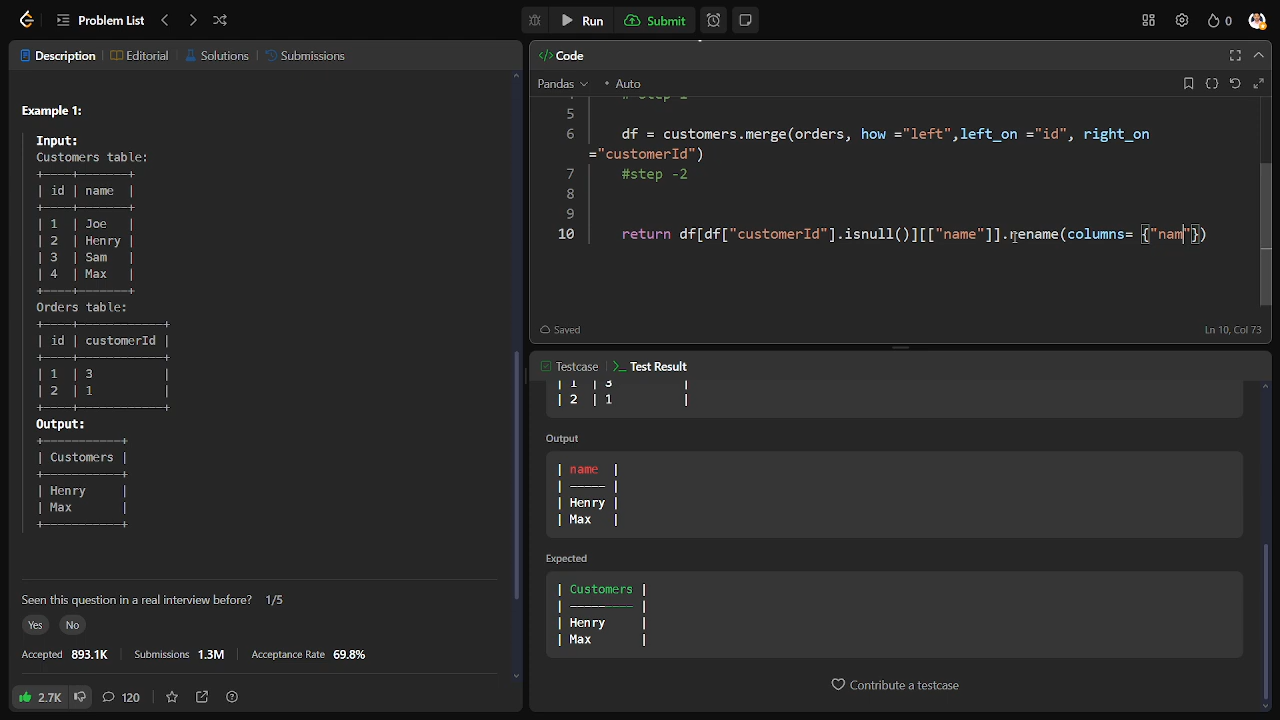 Problem List
Run
Submit
0
Description
Editorial
Solutions
Submissions
Example 1:
Input:
Customers table:
+----+-------+
| id | name |
+----+-------+
| 1 | Joe |
| 2 | Henry |
| 3 | Sam |
| 4 | Max |
+----+-------+
Orders table:
+----+------------+
| id | customerId |
+----+------------+
| 1 | 3 |
| 2 | 1 |
+----+------------+
Output:
+-----------+
| Customers |
+-----------+
| Henry |
| Max |
+-----------+
Seen this question in a real interview before? 1/5
Yes
No
Accepted 893.1K
Submissions 1.3M
Acceptance Rate 69.8%
2.7K
120
</> Code
Pandas
Auto
4 # step 1
5
6 df = customers.merge(orders, how ="left",left_on ="id", right_on
="customerId")
7 #step -2
8
9
10 return df[df["customerId"].isnull()][["name"]].rename(columns= {"nam"})
Saved
Ln 10, Col 73
Testcase
>_ Test Result
| 1 | 3 |
| 2 | 1 |
Output
| name |
| ----- |
| Henry |
| Max |
Expected
| Customers |
| --------- |
| Henry |
| Max |
Contribute a testcase